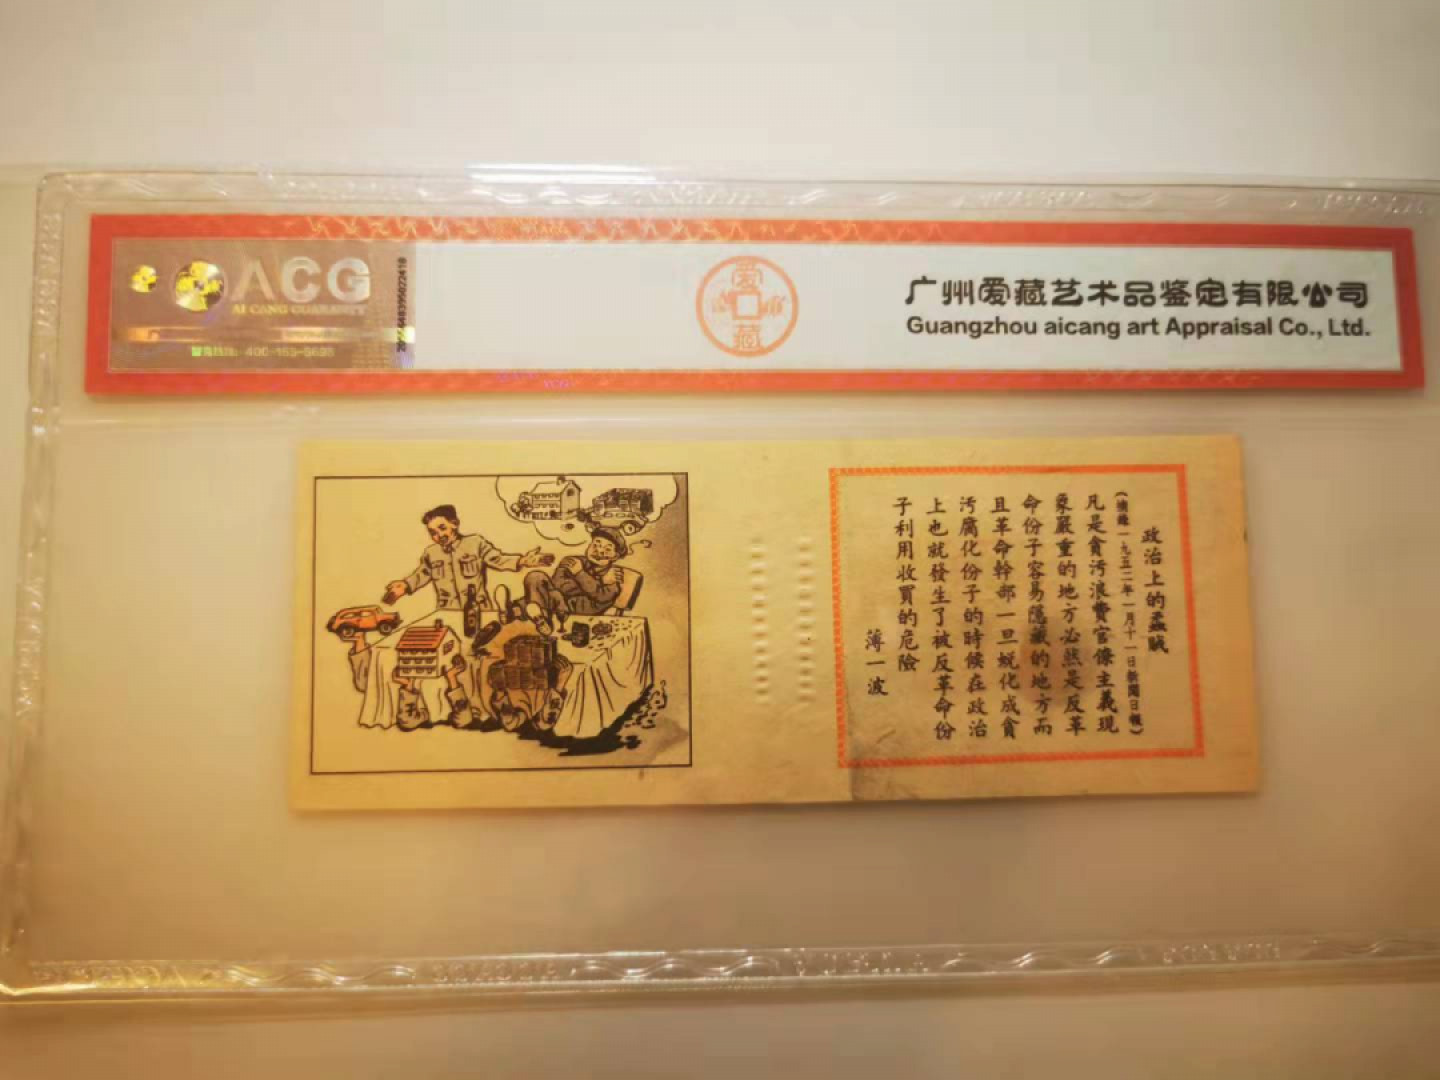 ACG
AI CANG GUARANTY
爱
藏
广州爱藏艺术品鉴定有限公司
Guangzhou aicang art Appraisal Co., Ltd.
政治上的蟊贼
(摘錄一九五二年一月十一日新聞日報)
凡是貪污浪費官僚主義現
象嚴重的地方必然是反革
命份子容易隱藏的地方而
且革命幹部一旦蜕化成貪
污腐化份子的時候在政治
上也就發生了被反革命份
子利用收買的危險
薄一波